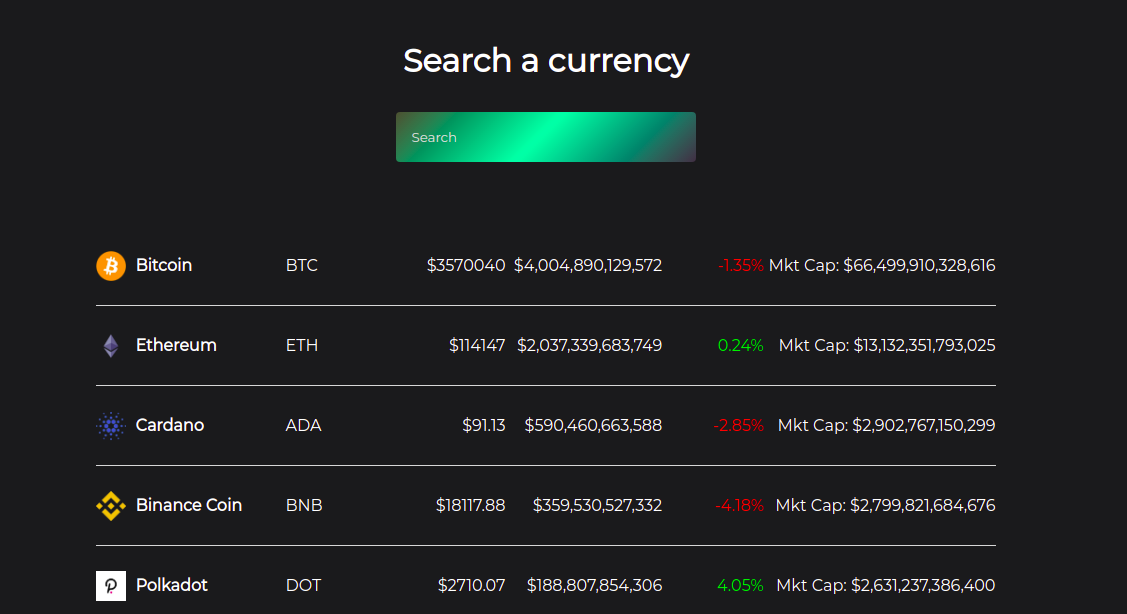 Search a currency
Search
Bitcoin BTC $3570040 $4,004,890,129,572 -1.35% Mkt Cap: $66,499,910,328,616
Ethereum ETH $114147 $2,037,339,683,749 0.24% Mkt Cap: $13,132,351,793,025
Cardano ADA $91.13 $590,460,663,588 -2.85% Mkt Cap: $2,902,767,150,299
Binance Coin BNB $18117.88 $359,530,527,332 -4.18% Mkt Cap: $2,799,821,684,676
Polkadot DOT $2710.07 $188,807,854,306 4.05% Mkt Cap: $2,631,237,386,400